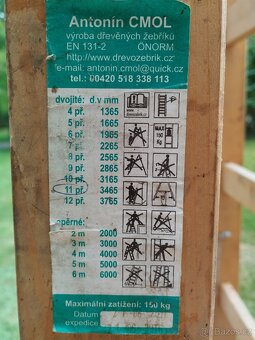 Antonín CMOL
výroba dřevěných žebříků
EN 131-2 ÖNORM
www.drevozebrik.cz
e-mail: antonin.cmol@quick.cz
tel.: 00420 518 338 113
dvojité: d.v mm
4 př. 1365
5 př. 1665
6 př. 1965
7 př. 2265
8 př. 2565
9 př. 2865
10 př. 3165
11 př. 3465
12 př. 3765
opěrné:
2 m 2000
3 m 3000
4 m 4000
5 m 5000
6 m 6000
MAX
150
KG
Maximální zatížení: 150 kg
Datum
expedice